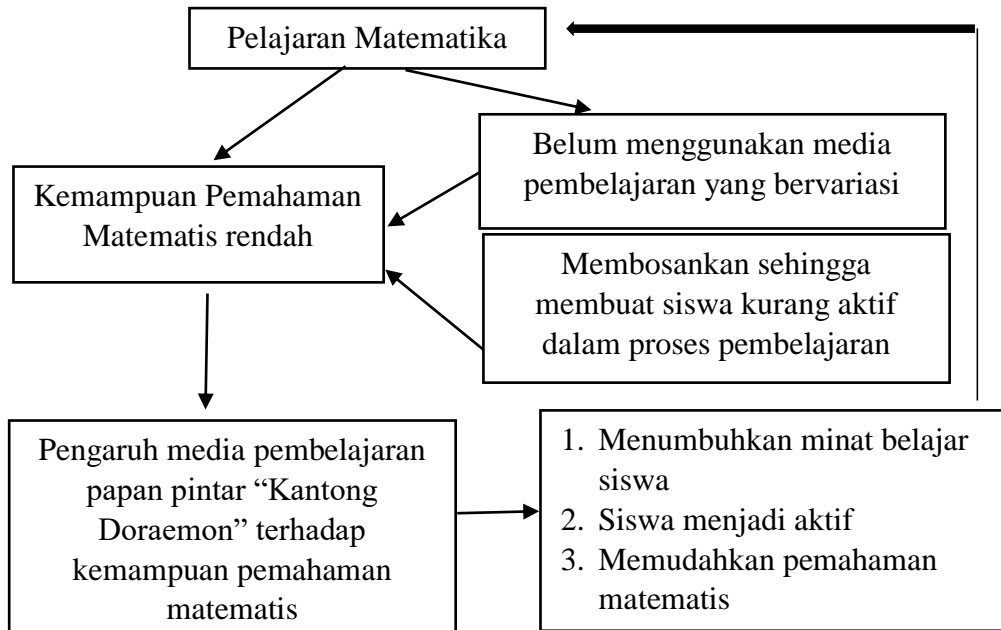 Pelajaran Matematika
Belum menggunakan media
pembelajaran yang bervariasi
Kemampuan Pemahaman
Matematis rendah
Membosankan sehingga
membuat siswa kurang aktif
dalam proses pembelajaran
Pengaruh media pembelajaran
papan pintar “Kantong
Doraemon” terhadap
kemampuan pemahaman
matematis
1. Menumbuhkan minat belajar
siswa
2. Siswa menjadi aktif
3. Memudahkan pemahaman
matematis